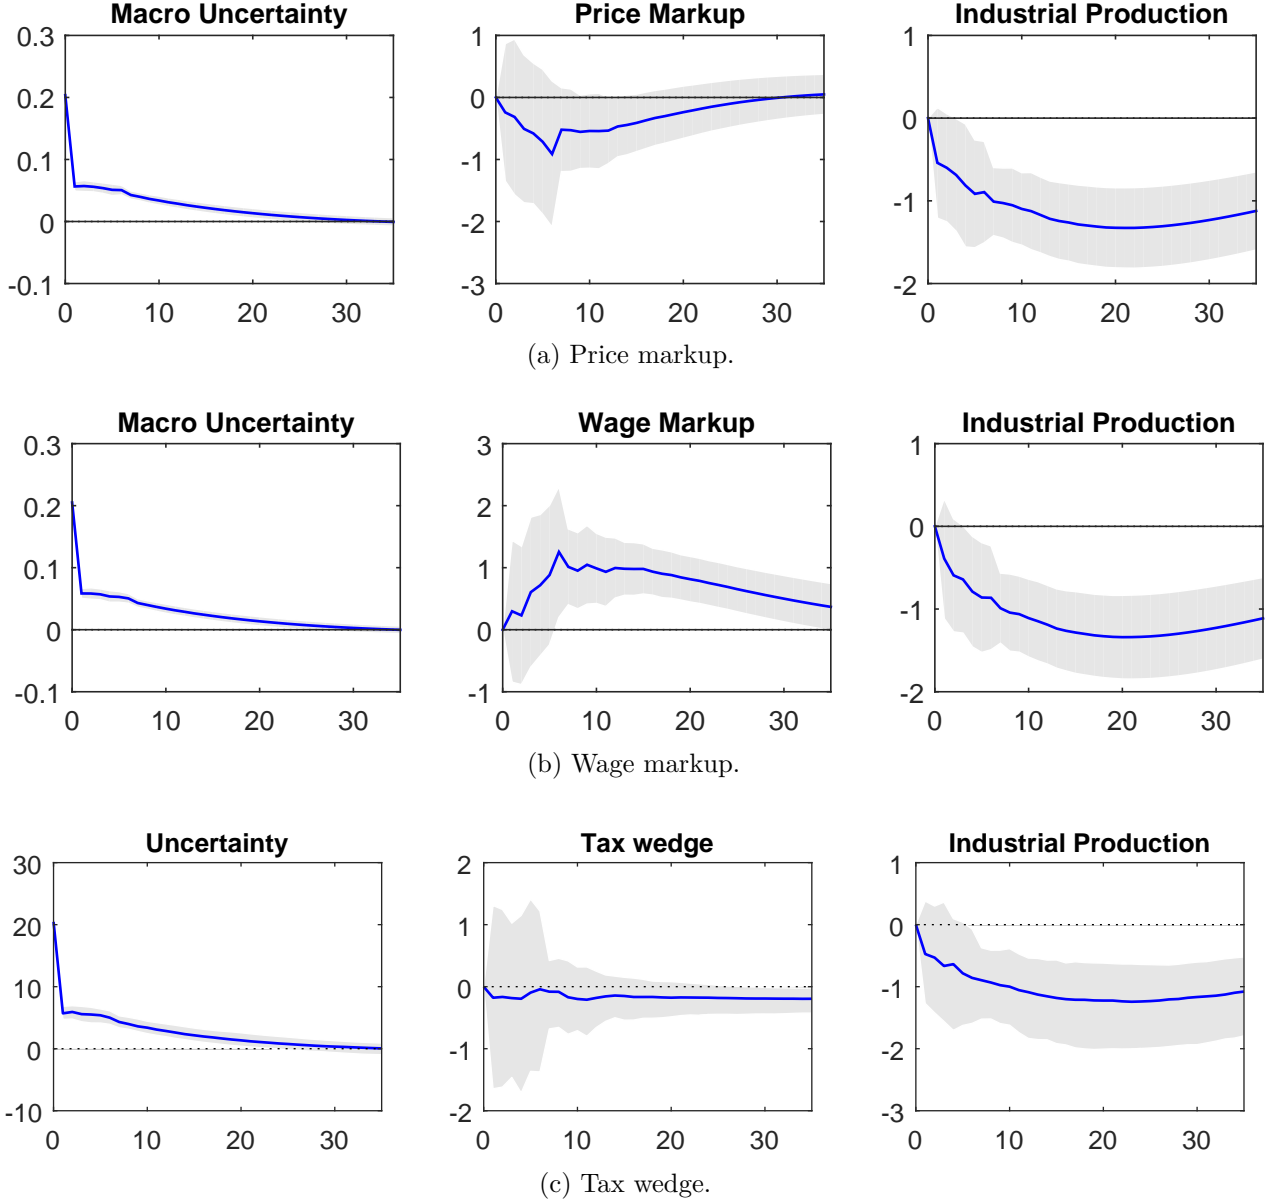 Macro Uncertainty
Price Markup
Industrial Production
0.3
0.2
0.1
0
-0.1
0 10 20 30
1
0
-1
-2
-3
0 10 20 30
1
0
-1
-2
0 10 20 30
(a) Price markup.
Macro Uncertainty
Wage Markup
Industrial Production
0.3
0.2
0.1
0
-0.1
0 10 20 30
3
2
1
0
-1
0 10 20 30
1
0
-1
-2
0 10 20 30
(b) Wage markup.
Uncertainty
Tax wedge
Industrial Production
30
20
10
0
-10
0 10 20 30
2
1
0
-1
-2
0 10 20 30
1
0
-1
-2
-3
0 10 20 30
(c) Tax wedge.